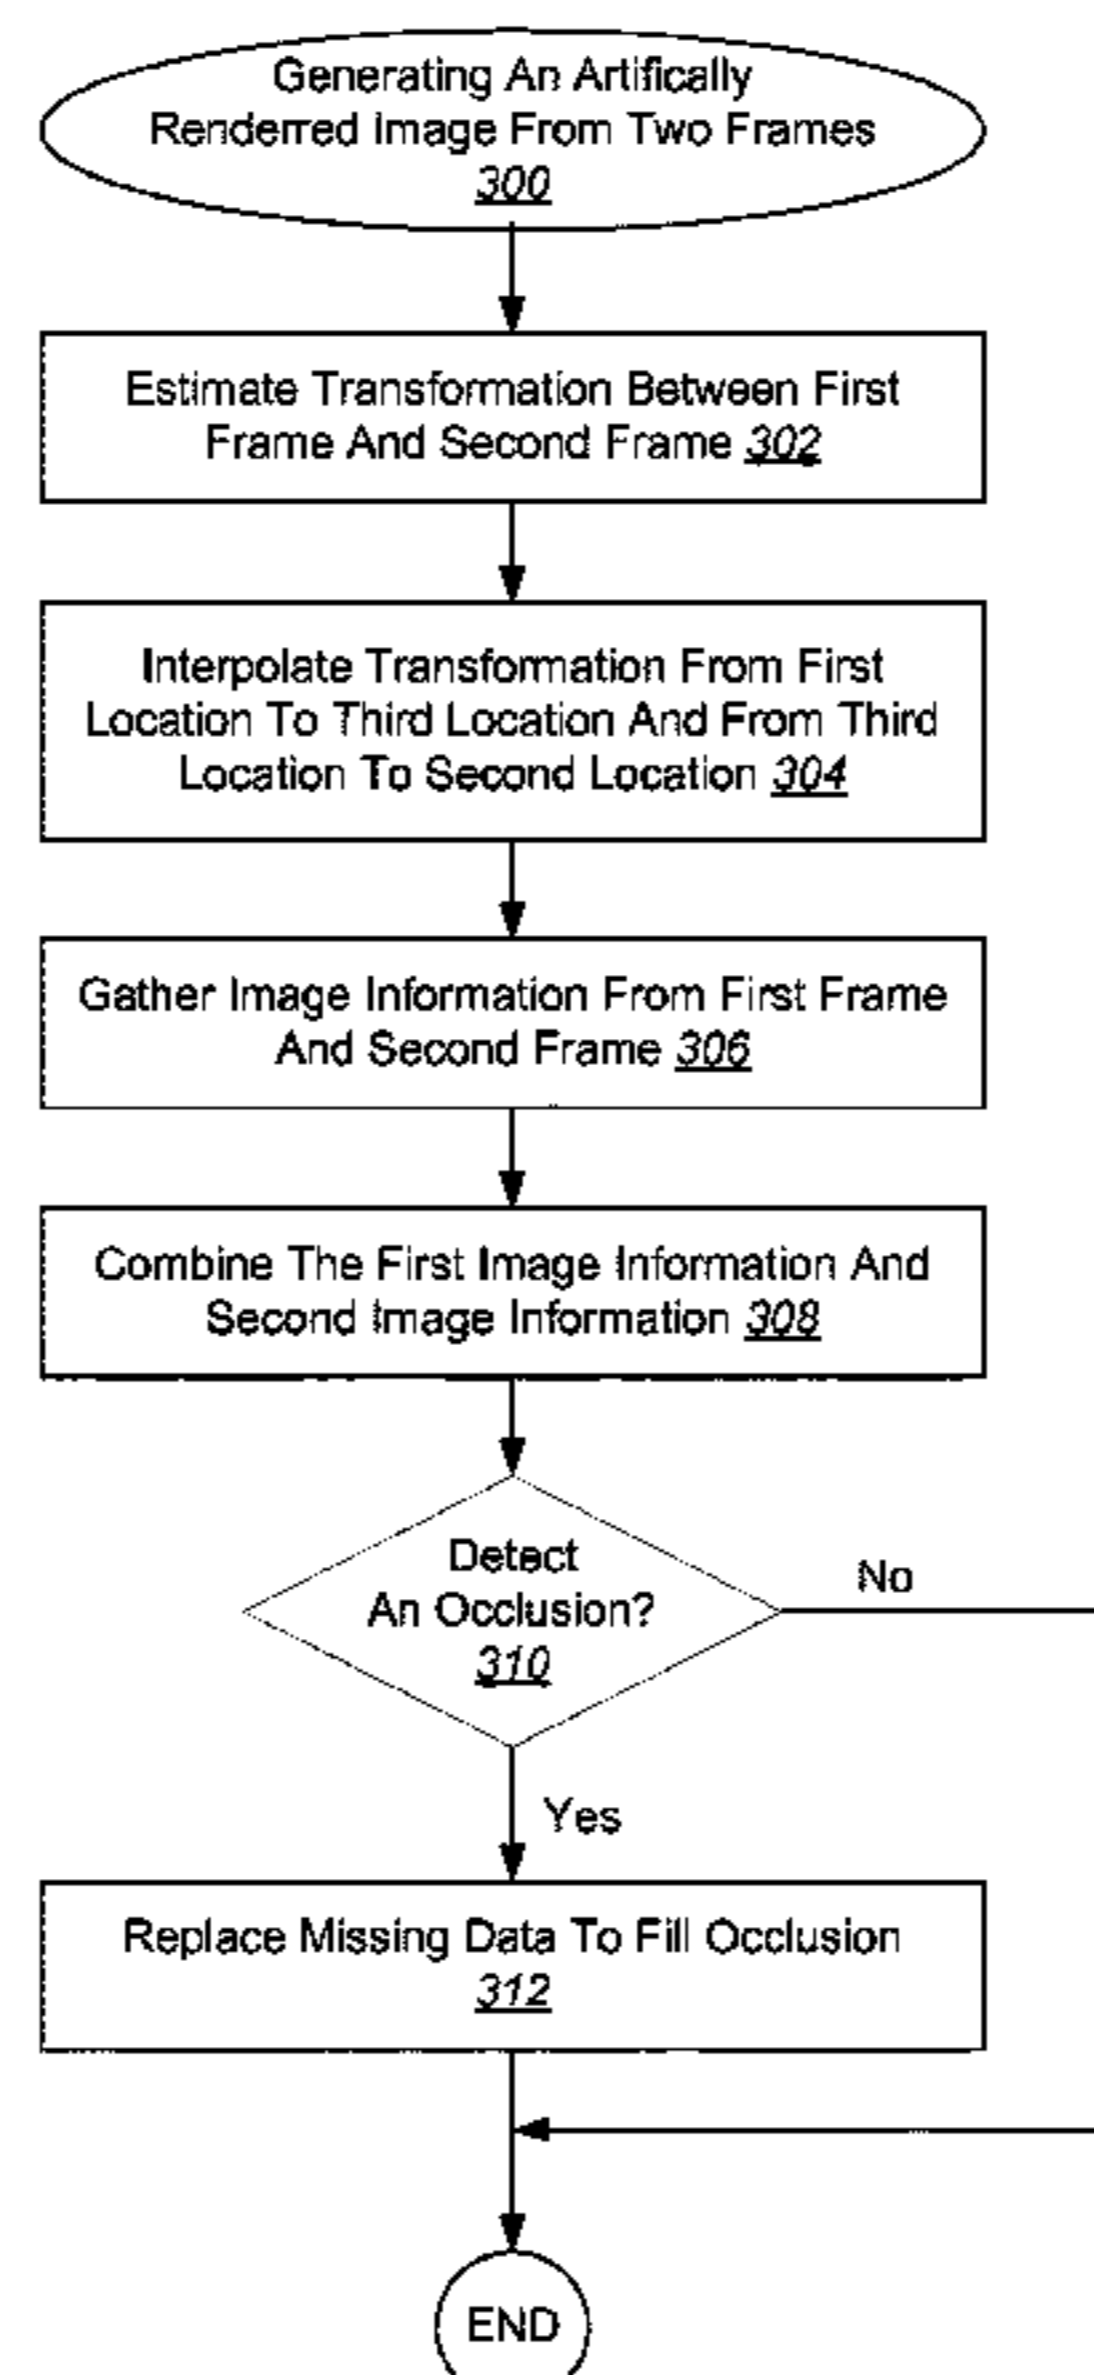 Generating An Artifically
Renderred Image From Two Frames
300
Estimate Transformation Between First
Frame And Second Frame 302
Interpolate Transformation From First
Location To Third Location And From Third
Location To Second Location 304
Gather Image Information From First Frame
And Second Frame 306
Combine The First Image Information And
Second Image Information 308
Detect
An Occlusion?
310
No
Yes
Replace Missing Data To Fill Occlusion
312
END